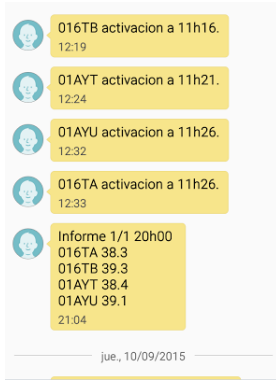 016TB activacion a 11h16.
12:19
01AYT activacion a 11h21.
12:24
01AYU activacion a 11h26.
12:32
016TA activacion a 11h26.
12:33
Informe 1/1 20h00
016TA 38.3
016TB 39.3
01AYT 38.4
01AYU 39.1
21:04
jue., 10/09/2015